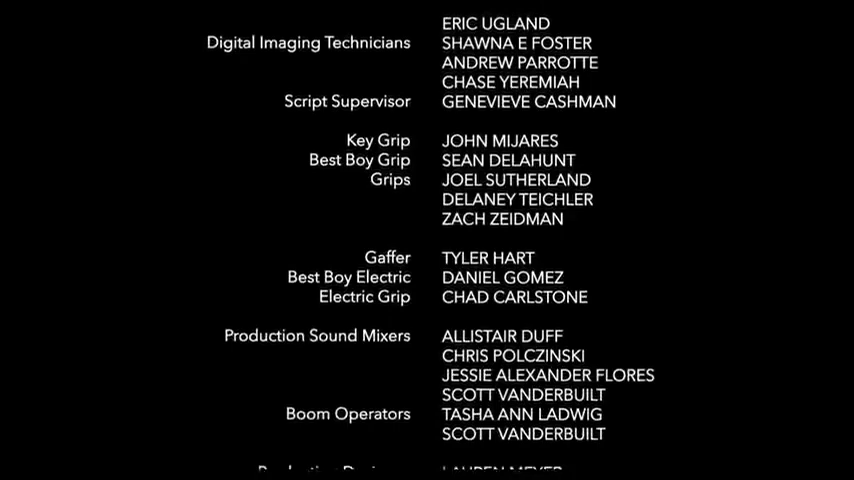 ERIC UGLAND
Digital Imaging Technicians SHAWNA E FOSTER
ANDREW PARROTTE
CHASE YEREMIAH
Script Supervisor GENEVIEVE CASHMAN
Key Grip JOHN MIJARES
Best Boy Grip SEAN DELAHUNT
Grips JOEL SUTHERLAND
DELANEY TEICHLER
ZACH ZEIDMAN
Gaffer TYLER HART
Best Boy Electric DANIEL GOMEZ
Electric Grip CHAD CARLSTONE
Production Sound Mixers ALLISTAIR DUFF
CHRIS POLCZINSKI
JESSIE ALEXANDER FLORES
SCOTT VANDERBUILT
Boom Operators TASHA ANN LADWIG
SCOTT VANDERBUILT